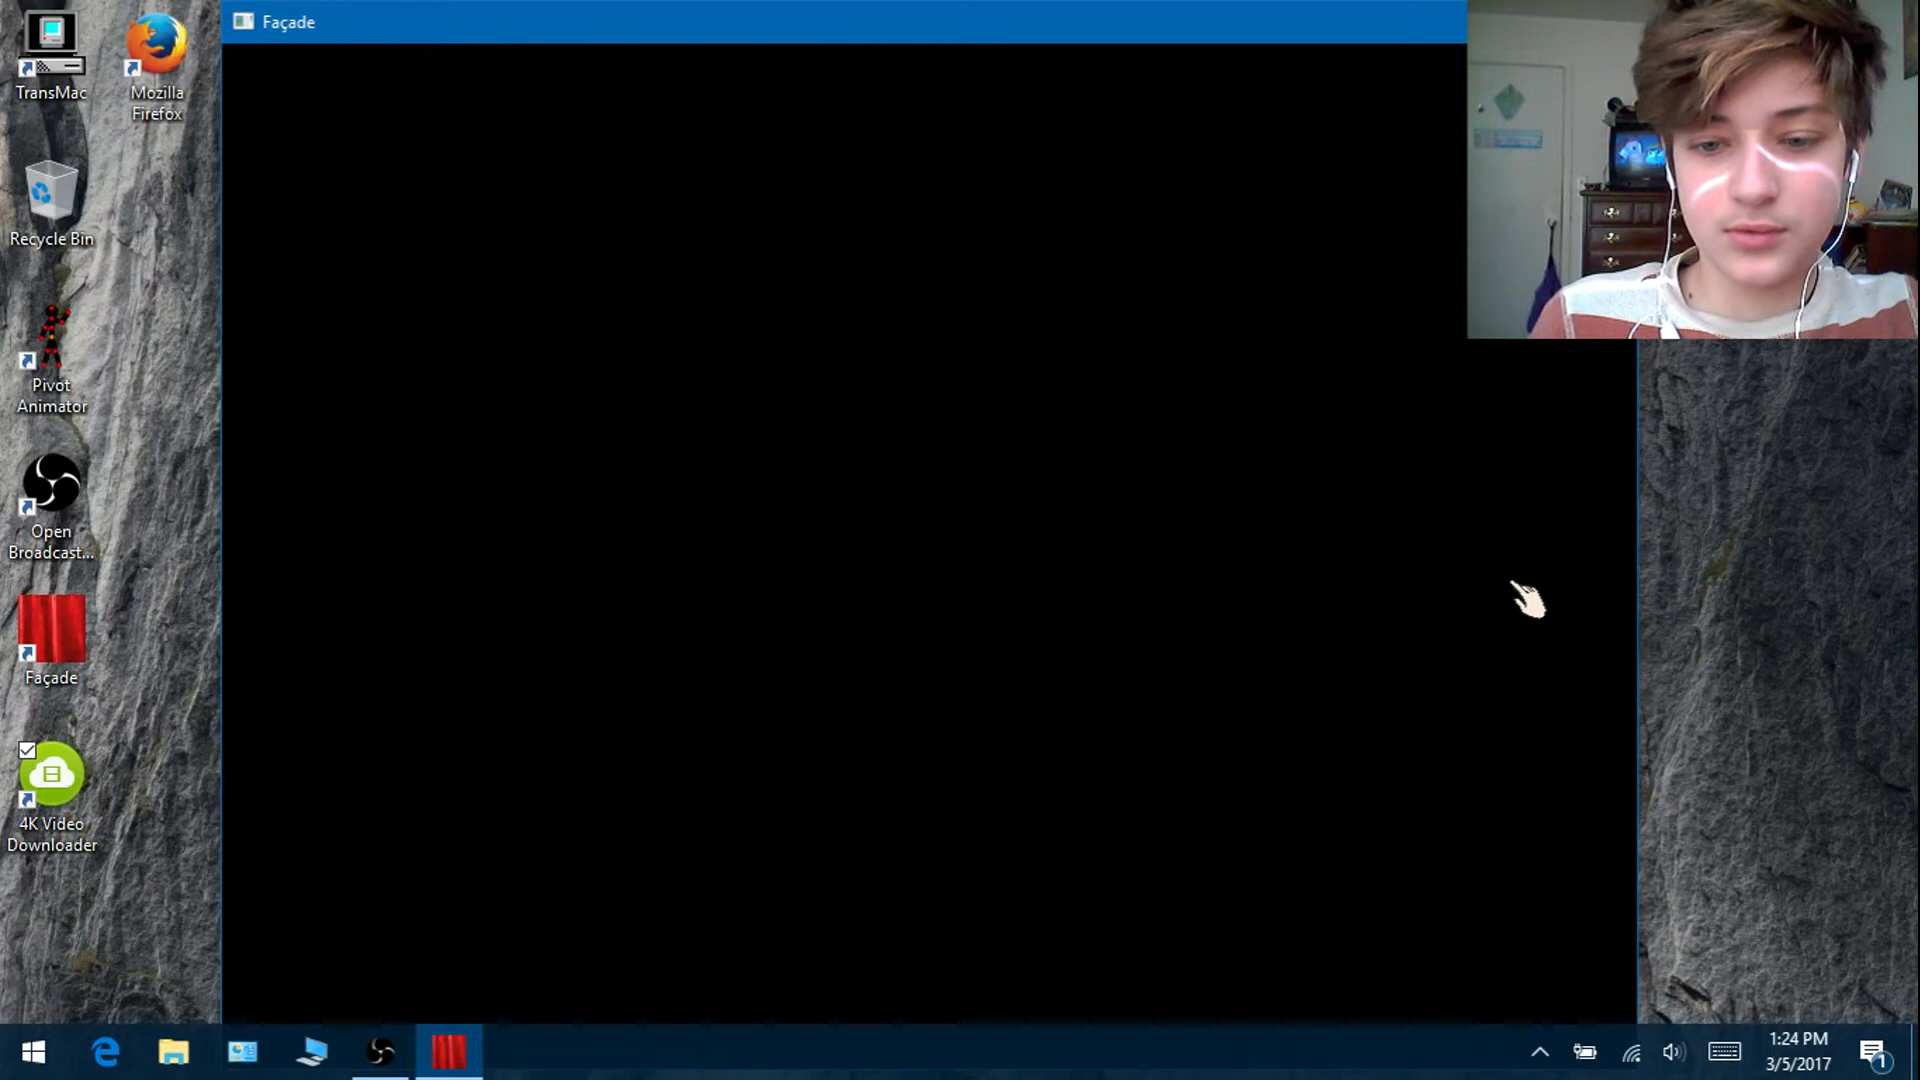 Façade
TransMac
Mozilla
Firefox
Recycle Bin
Pivot
Animator
Open
Broadcast...
Façade
4K Video
Downloader
1:24 PM
3/5/2017
1